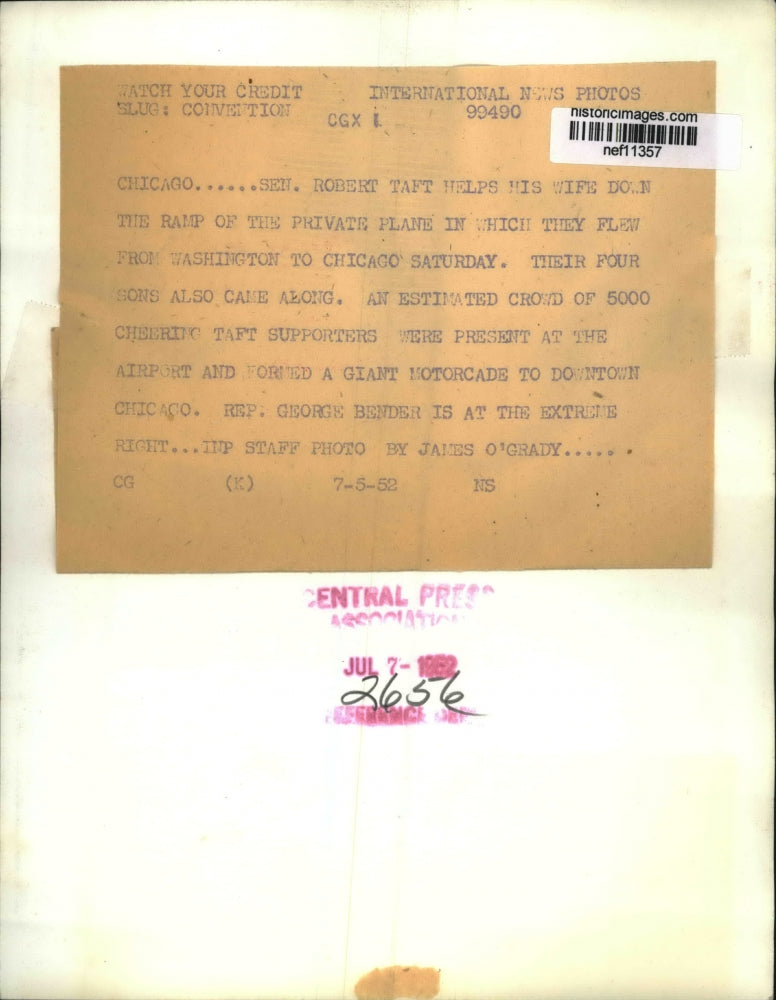 WATCH YOUR CREDIT INTERNATIONAL NEWS PHOTOS
SLUG: CONVENTION CGX 1 99490
historicimages.com
nef11357
CHICAGO......SEN. ROBERT TAFT HELPS HIS WIFE DOWN
THE RAMP OF THE PRIVATE PLANE IN WHICH THEY FLEW
FROM WASHINGTON TO CHICAGO SATURDAY. THEIR FOUR
SONS ALSO CAME ALONG. AN ESTIMATED CROWD OF 5000
CHEERING TAFT SUPPORTERS WERE PRESENT AT THE
AIRPORT AND FORMED A GIANT MOTORCADE TO DOWNTOWN
CHICAGO. REP. GEORGE BENDER IS AT THE EXTREME
RIGHT...INP STAFF PHOTO BY JAMES O'GRADY......
CG (K) 7-5-52 NS
CENTRAL PRESS
ASSOCIATION
JUL 7- 1952
2656
REFERENCE